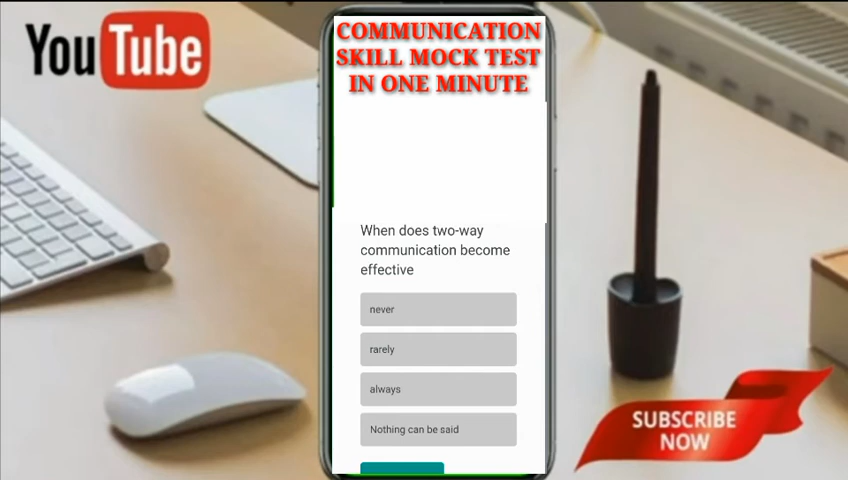 YouTube
COMMUNICATION
SKILL MOCK TEST
IN ONE MINUTE
When does two-way
communication become
effective
never
rarely
always
Nothing can be said
SUBSCRIBE
NOW